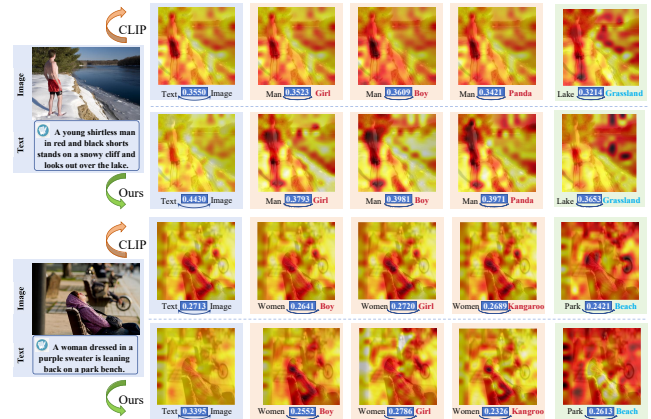 CLIP
Image
Text
A young shirtless man
in red and black shorts
stands on a snowy cliff and
looks out over the lake.
Ours
Text 0.3550 Image
Man 0.3523 Girl
Man 0.3609 Boy
Man 0.3421 Panda
Lake 0.3214 Grassland
Text 0.4430 Image
Man 0.3793 Girl
Man 0.3981 Boy
Man 0.3971 Panda
Lake 0.3653 Grassland
CLIP
Image
Text
A woman dressed in a
purple sweater is leaning
back on a park bench.
Ours
Text 0.2713 Image
Women 0.2641 Boy
Women 0.2720 Girl
Women 0.2689 Kangaroo
Park 0.2421 Beach
Text 0.3395 Image
Women 0.2552 Boy
Women 0.2786 Girl
Women 0.2326 Kangroo
Park 0.2613 Beach